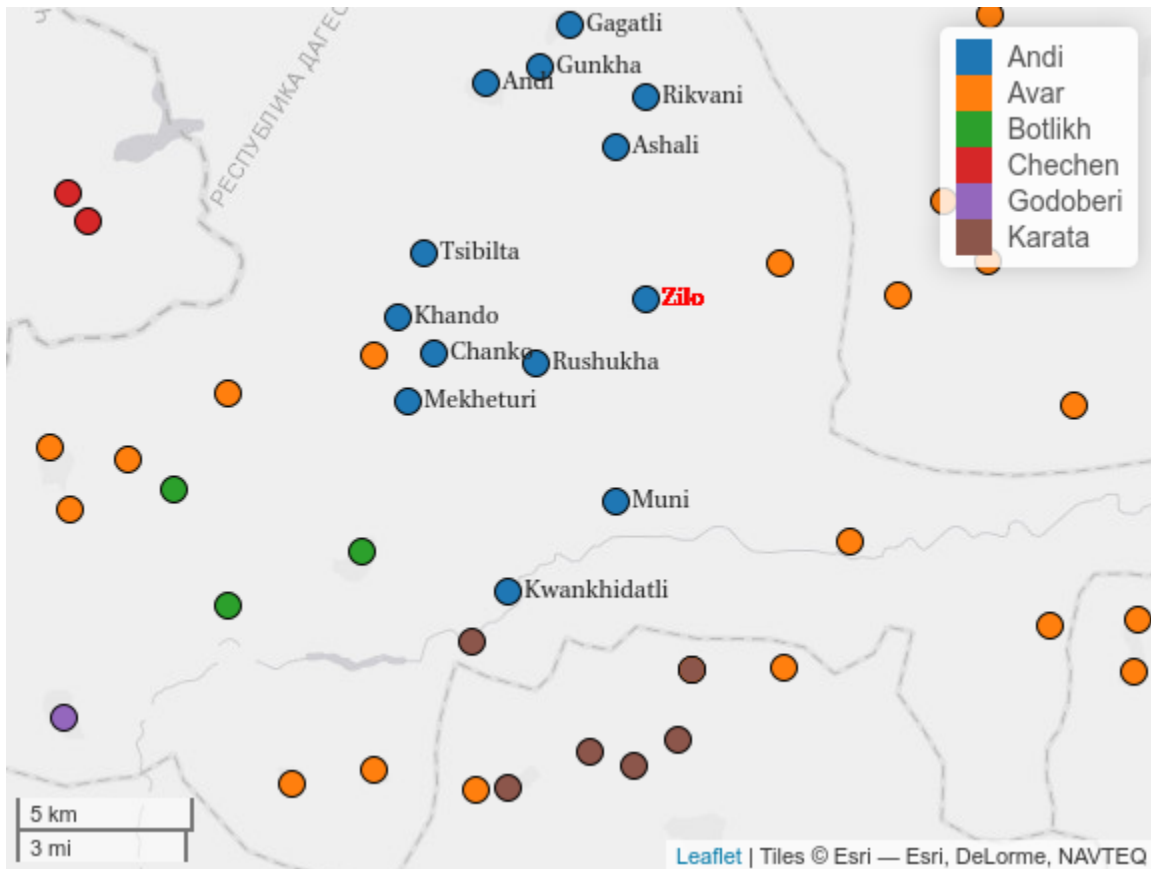 Gagatli
Gunkha
Andi
Rikvani
Ashali
РЕСПУБЛИКА ДАГЕС
Tsibilta
Zilo
Khando
Chanko
Rushukha
Mekheturi
Muni
Kwankhidatli
Andi
Avar
Botlikh
Chechen
Godoberi
Karata
5 km
3 mi
Leaflet | Tiles © Esri — Esri, DeLorme, NAVTEQ